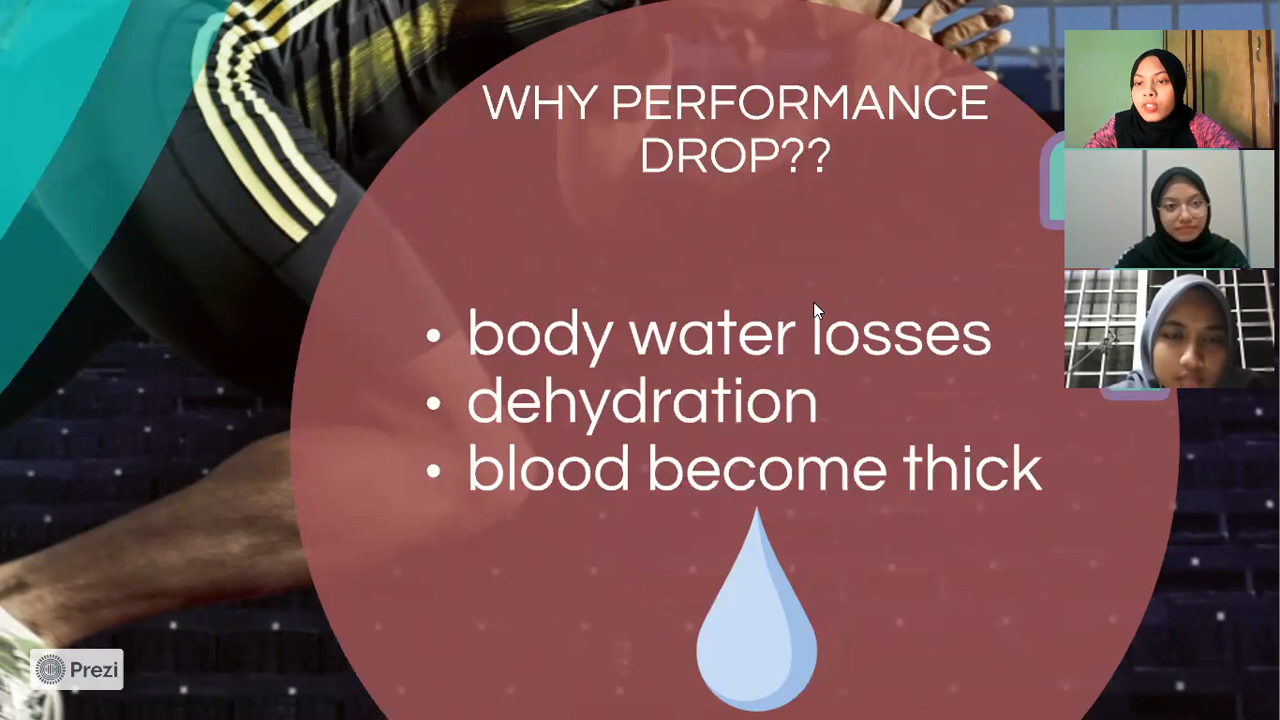 WHY PERFORMANCE
DROP??
• body water losses
• dehydration
• blood become thick
Prezi